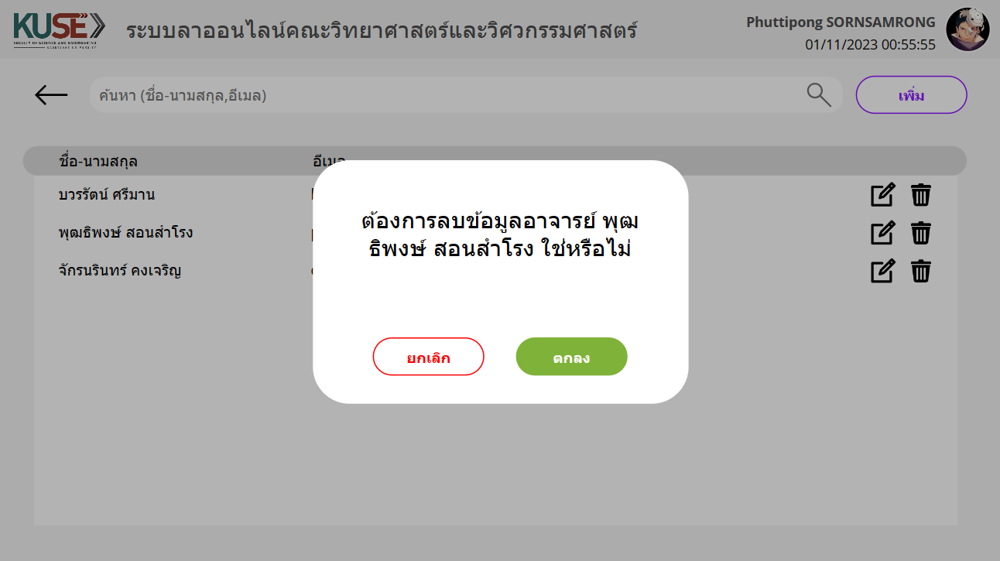 KUSE
FACULTY OF SCIENCE AND ENGINEERING
ระบบลาออนไลน์คณะวิทยาศาสตร์และวิศวกรรมศาสตร์
Phuttipong SORNSAMRONG
01/11/2023 00:55:55
ค้นหา (ชื่อ-นามสกุล,อีเมล)
เพิ่ม
ชื่อ-นามสกุล
อีเมล
บวรรัตน์ ศรีมาน
พุฒธิพงษ์ สอนสำโรง
จักรนรินทร์ คงเจริญ
ต้องการลบข้อมูลอาจารย์ พุฒ
ธิพงษ์ สอนสำโรง ใช่หรือไม่
ยกเลิก
ตกลง